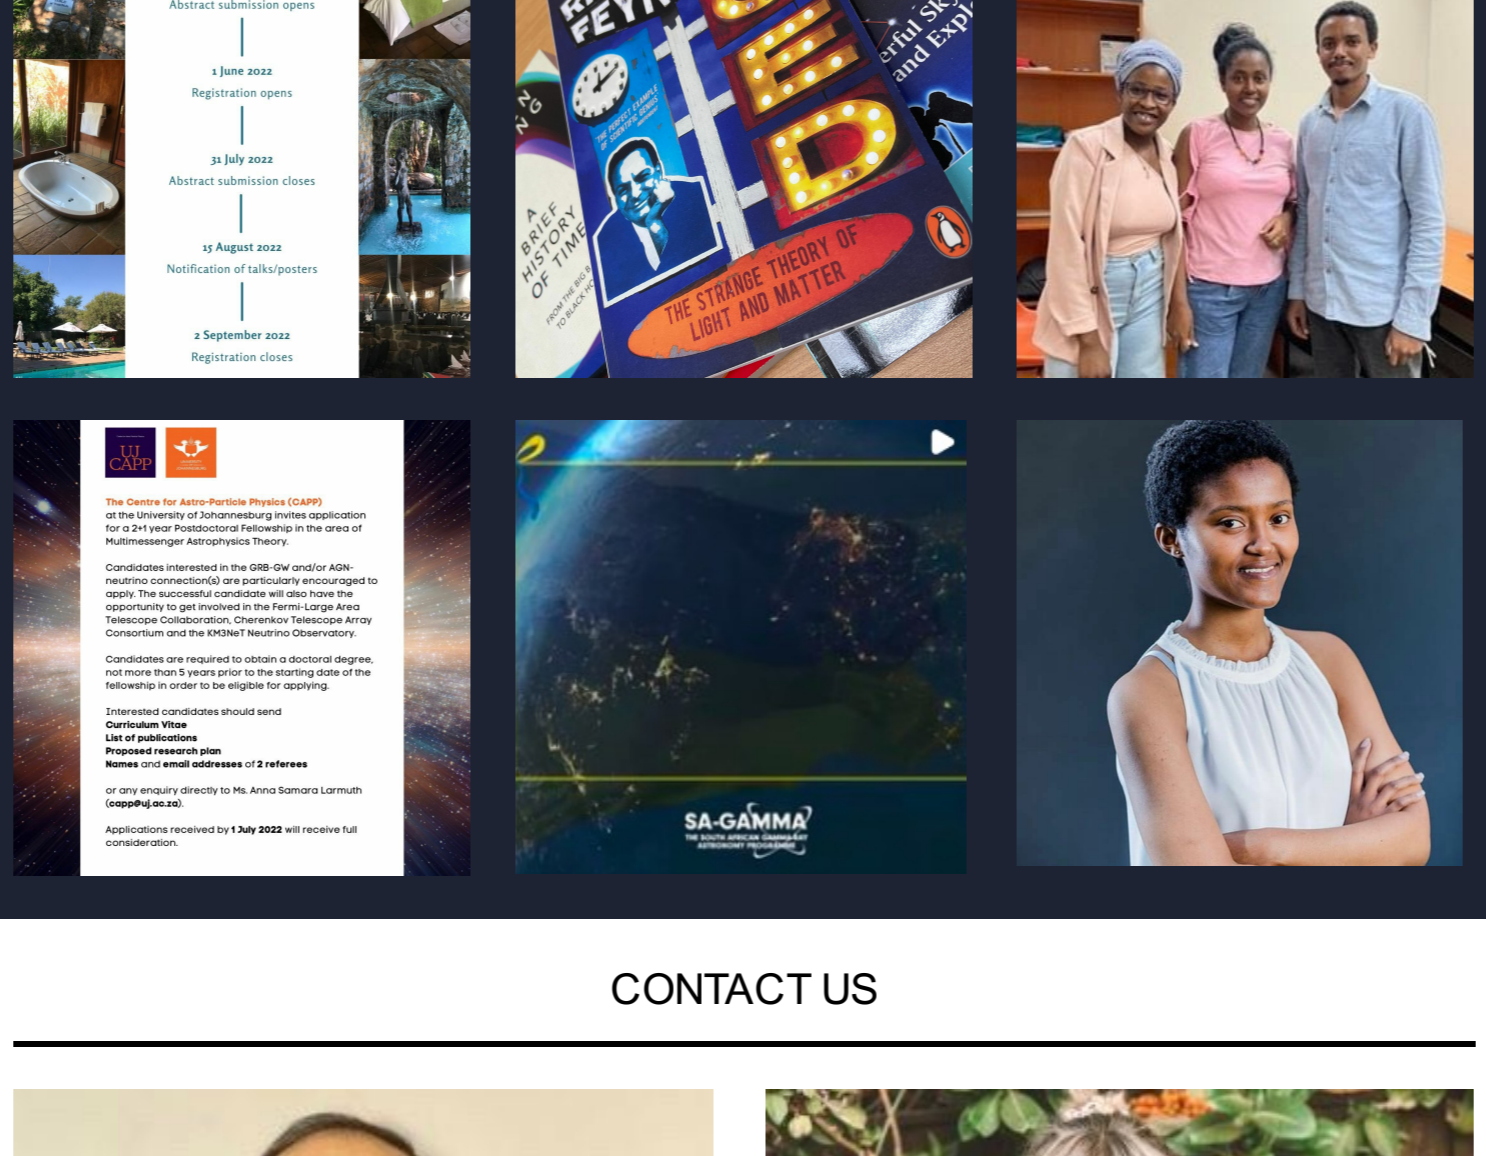 Abstract submission opens
1 June 2022
Registration opens
31 July 2022
Abstract submission closes
15 August 2022
Notification of talks/posters
2 September 2022
Registration closes
FEYN
ED
THE PERFECT EXAMPLE
OF SCIENTIFIC GENIUS
THE STRANGE THEORY OF
LIGHT AND MATTER
A
BRIEF
HISTORY
OF TIME
FROM THE BIG B
TO BLACK HO
NG
erful Sk
and Expl
UJ
CAPP
UNIVERSITY
JOHANNESBURG
The Centre for Astro-Particle Physics (CAPP)
at the University of Johannesburg invites application
for a 2+1 year Postdoctoral Fellowship in the area of
Multimessenger Astrophysics Theory.
Candidates interested in the GRB-GW and/or AGN-
neutrino connection(s) are particularly encouraged to
apply. The successful candidate will also have the
opportunity to get involved in the Fermi-Large Area
Telescope Collaboration, Cherenkov Telescope Array
Consortium and the KM3NeT Neutrino Observatory.
Candidates are required to obtain a doctoral degree,
not more than 5 years prior to the starting date of the
fellowship in order to be eligible for applying.
Interested candidates should send
Curriculum Vitae
List of publications
Proposed research plan
Names and email addresses of 2 referees
or any enquiry directly to Ms. Anna Samara Larmuth
(capp@uj.ac.za).
Applications received by 1 July 2022 will receive full
consideration.
SA-GAMMA
THE SOUTH AFRICAN GAMMA-RAY
ASTRONOMY PROGRAMME
CONTACT US